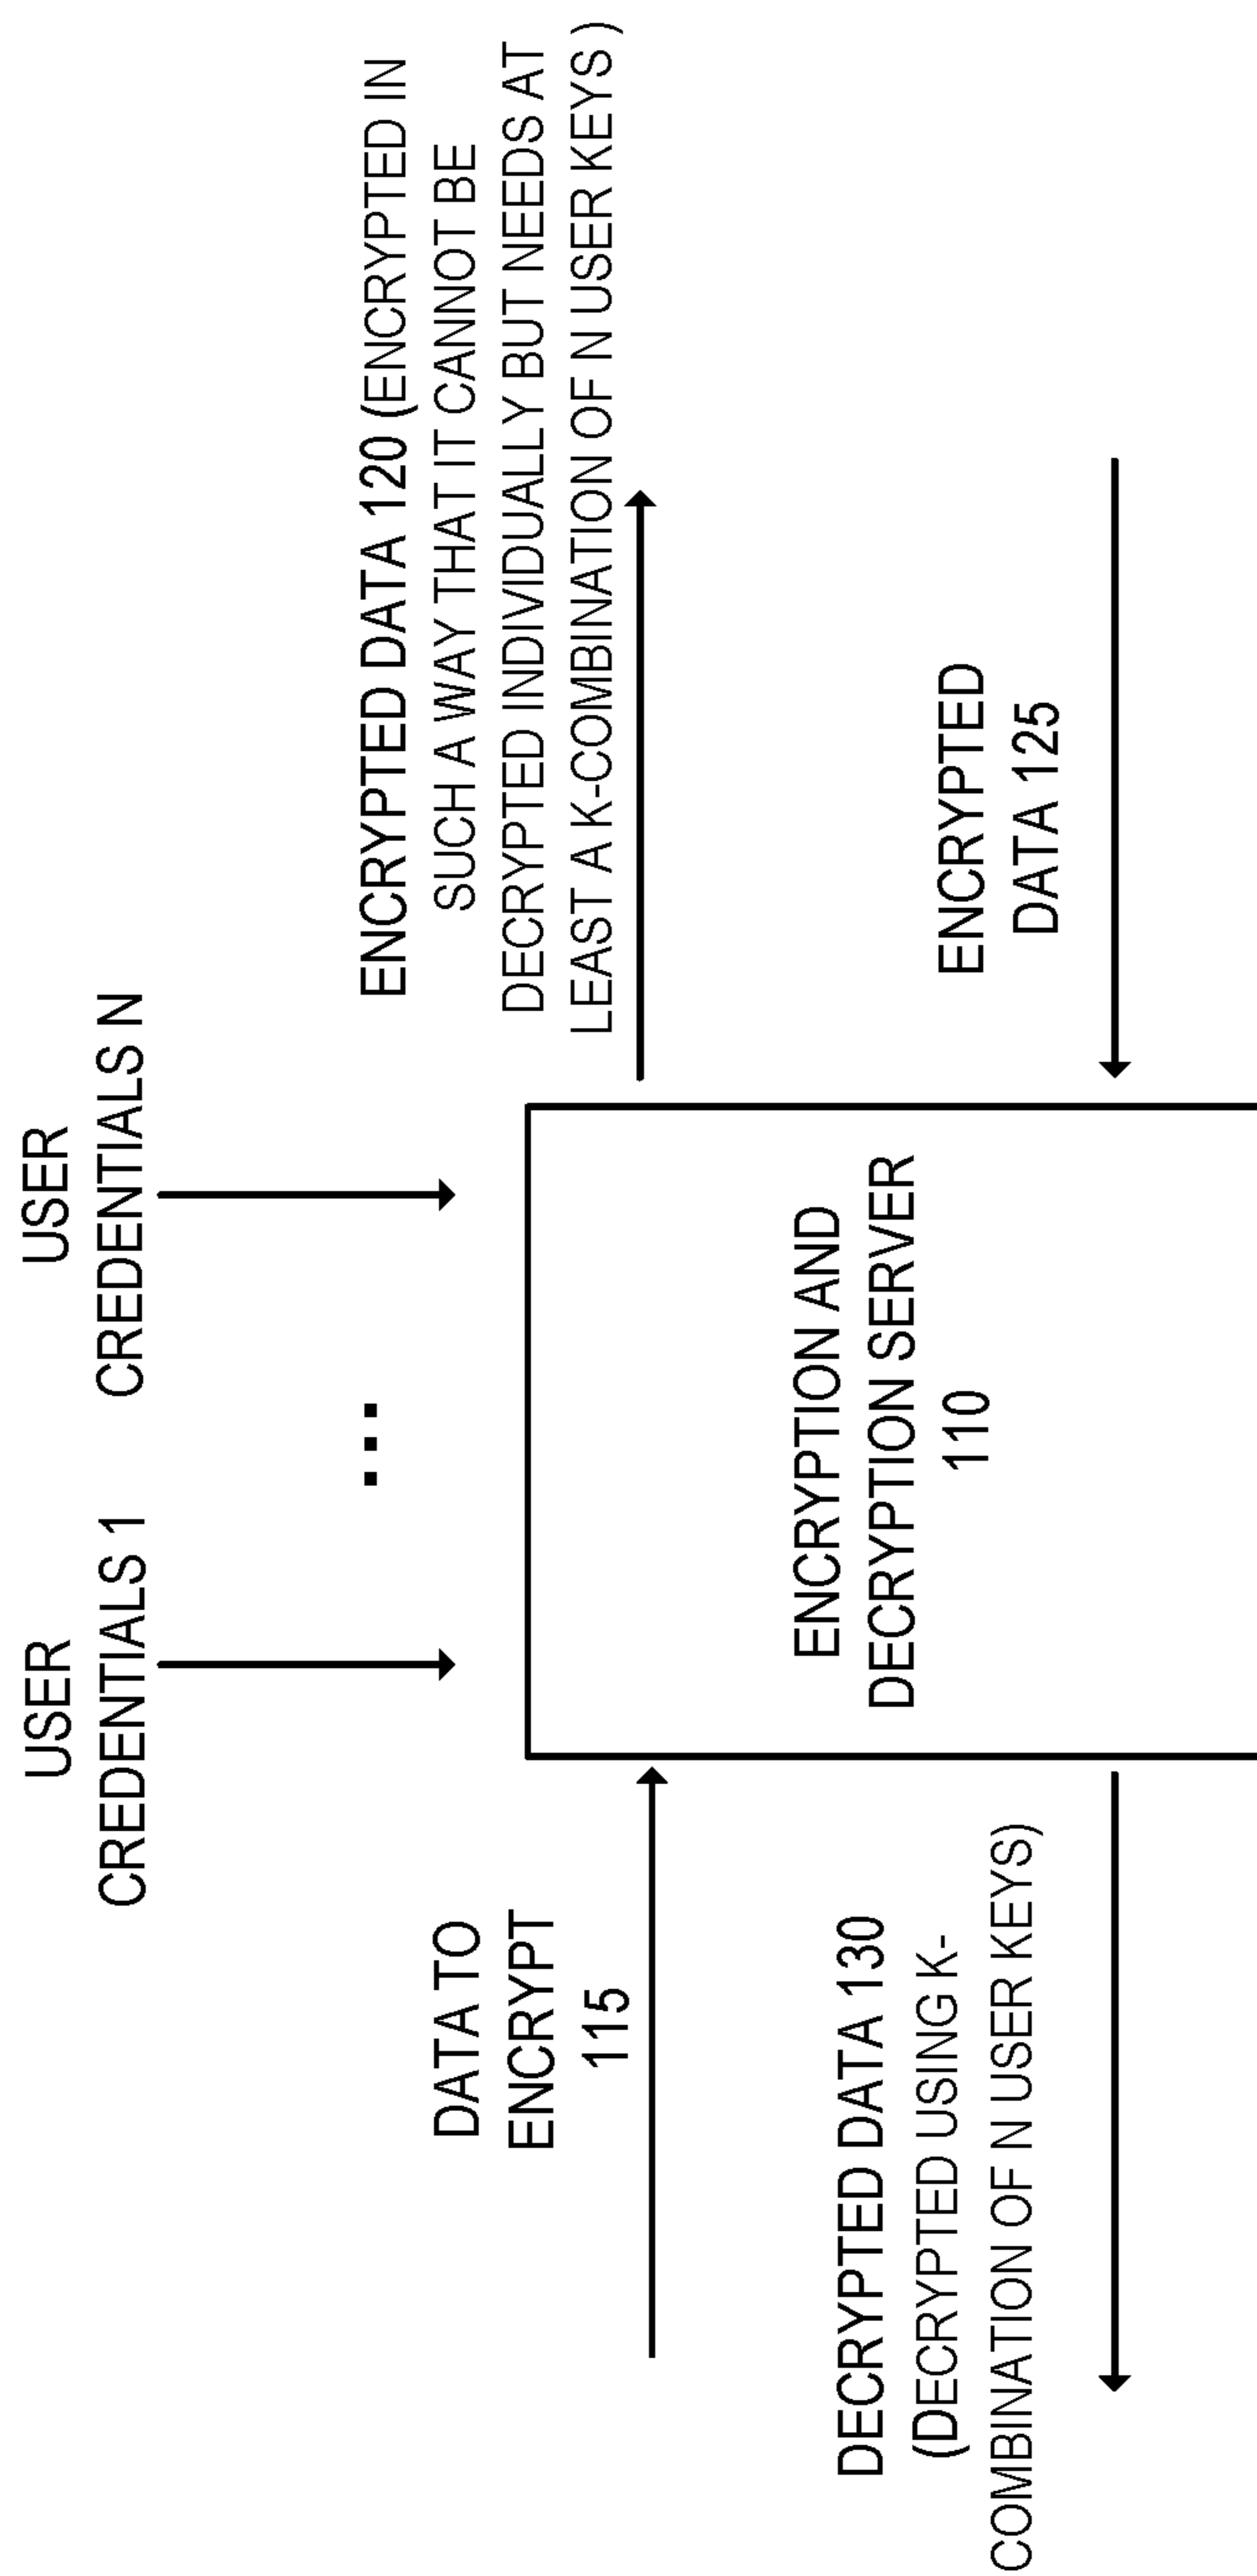 USER
CREDENTIALS 1
...
USER
CREDENTIALS N
DATA TO
ENCRYPT
115
ENCRYPTED DATA 120 (ENCRYPTED IN
SUCH A WAY THAT IT CANNOT BE
DECRYPTED INDIVIDUALLY BUT NEEDS AT
LEAST A K-COMBINATION OF N USER KEYS )
ENCRYPTION AND
DECRYPTION SERVER
110
DECRYPTED DATA 130
(DECRYPTED USING K-
COMBINATION OF N USER KEYS)
ENCRYPTED
DATA 125